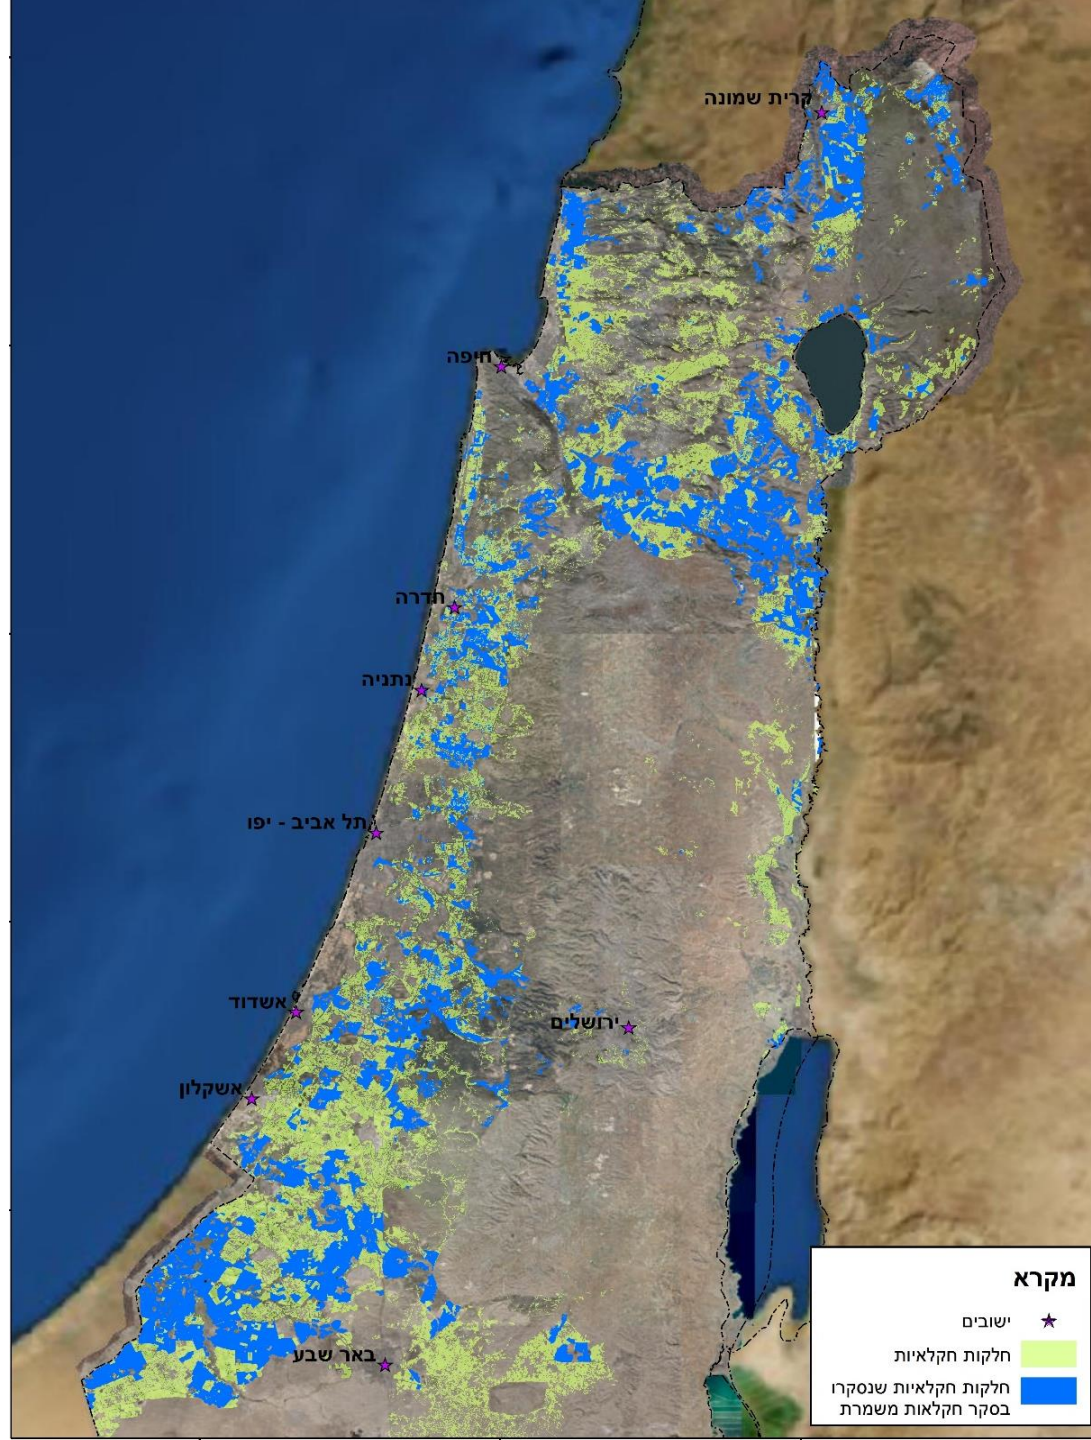 קרית שמונה
חיפה
חדרה
נתניה
תל אביב - יפו
אשדוד
ירושלים
אשקלון
באר שבע
מקרא
ישובים
חלקות חקלאיות
חלקות חקלאיות שנסקרו
בסקר חקלאות משמרת